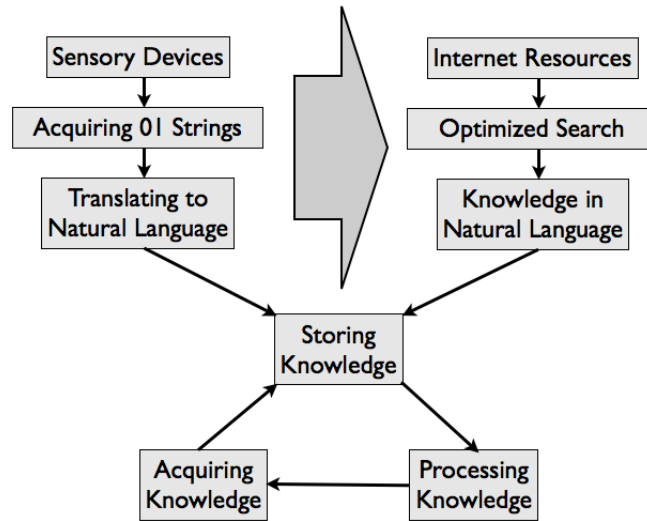 Sensory Devices
Acquiring 01 Strings
Translating to
Natural Language
Internet Resources
Optimized Search
Knowledge in
Natural Language
Storing
Knowledge
Acquiring
Knowledge
Processing
Knowledge